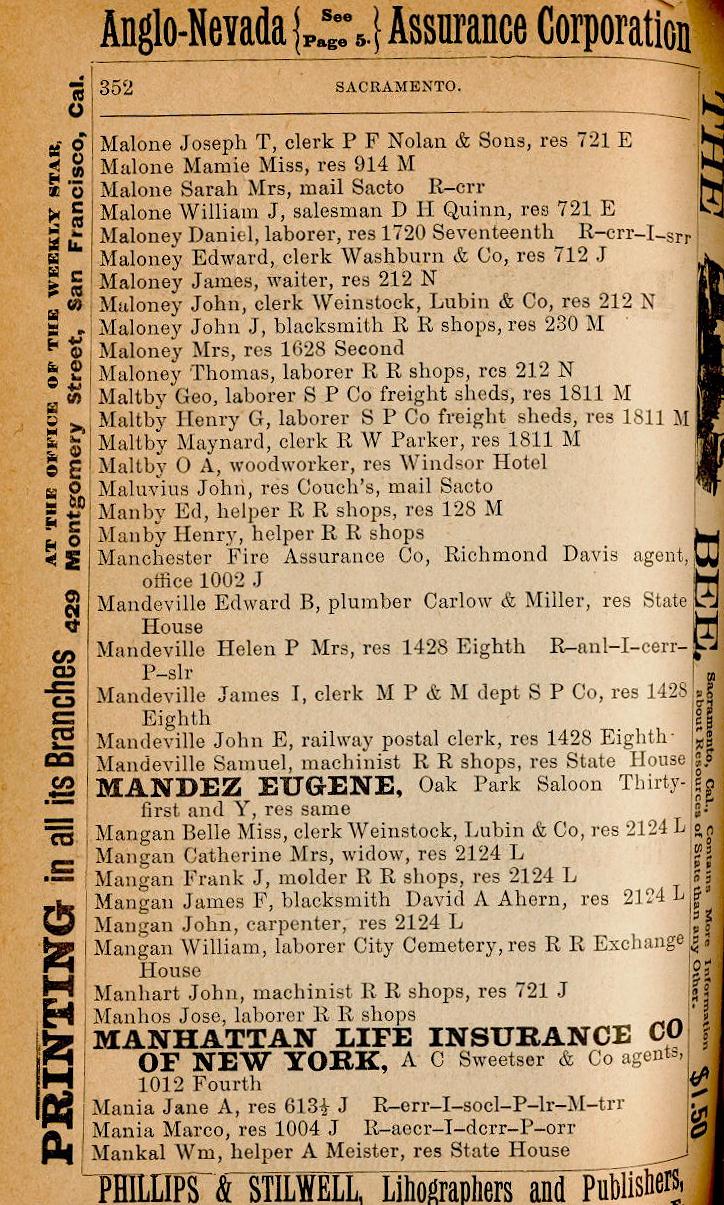 Anglo-Nevada { See Page 5. } Assurance Corporation
352 SACRAMENTO.
Malone Joseph T, clerk P F Nolan & Sons, res 721 E
Malone Mamie Miss, res 914 M
Malone Sarah Mrs, mail Sacto R–crr
Malone William J, salesman D H Quinn, res 721 E
Maloney Daniel, laborer, res 1720 Seventeenth R–crr–I–srr
Maloney Edward, clerk Washburn & Co, res 712 J
Maloney James, waiter, res 212 N
Maloney John, clerk Weinstock, Lubin & Co, res 212 N
Maloney John J, blacksmith R R shops, res 230 M
Maloney Mrs, res 1628 Second
Maloney Thomas, laborer R R shops, res 212 N
Maltby Geo, laborer S P Co freight sheds, res 1811 M
Maltby Henry G, laborer S P Co freight sheds, res 1811 M
Maltby Maynard, clerk R W Parker, res 1811 M
Maltby O A, woodworker, res Windsor Hotel
Maluvius John, res Couch's, mail Sacto
Manby Ed, helper R R shops, res 128 M
Manby Henry, helper R R shops
Manchester Fire Assurance Co, Richmond Davis agent,
office 1002 J
Mandeville Edward B, plumber Carlow & Miller, res State
House
Mandeville Helen P Mrs, res 1428 Eighth R–anl–I–cerr–
P–slr
Mandeville James I, clerk M P & M dept S P Co, res 1428
Eighth
Mandeville John E, railway postal clerk, res 1428 Eighth
Mandeville Samuel, machinist R R shops, res State House
MANDEZ EUGENE, Oak Park Saloon Thirty-
first and Y, res same
Mangan Belle Miss, clerk Weinstock, Lubin & Co, res 2124 L
Mangan Catherine Mrs, widow, res 2124 L
Mangan Frank J, molder R R shops, res 2124 L
Mangan James F, blacksmith David A Ahern, res 2124 L
Mangan John, carpenter, res 2124 L
Mangan William, laborer City Cemetery, res R R Exchange
House
Manhart John, machinist R R shops, res 721 J
Manhos Jose, laborer R R shops
MANHATTAN LIFE INSURANCE CO
OF NEW YORK, A C Sweetser & Co agents,
1012 Fourth
Mania Jane A, res 613½ J R–err–I–socl–P–lr–M–trr
Mania Marco, res 1004 J R–aecr–I–dcrr–P–orr
Mankal Wm, helper A Meister, res State House
PHILLIPS & STILWELL, Lihographers and Publishers,
PRINTING in all its Branches
AT THE OFFICE OF THE WEEKLY STAR,
429 Montgomery Street, San Francisco, Cal.
THE BEE,
Sacramento, Cal., Contains More Information
about Resources of State than any Other.
$1.50